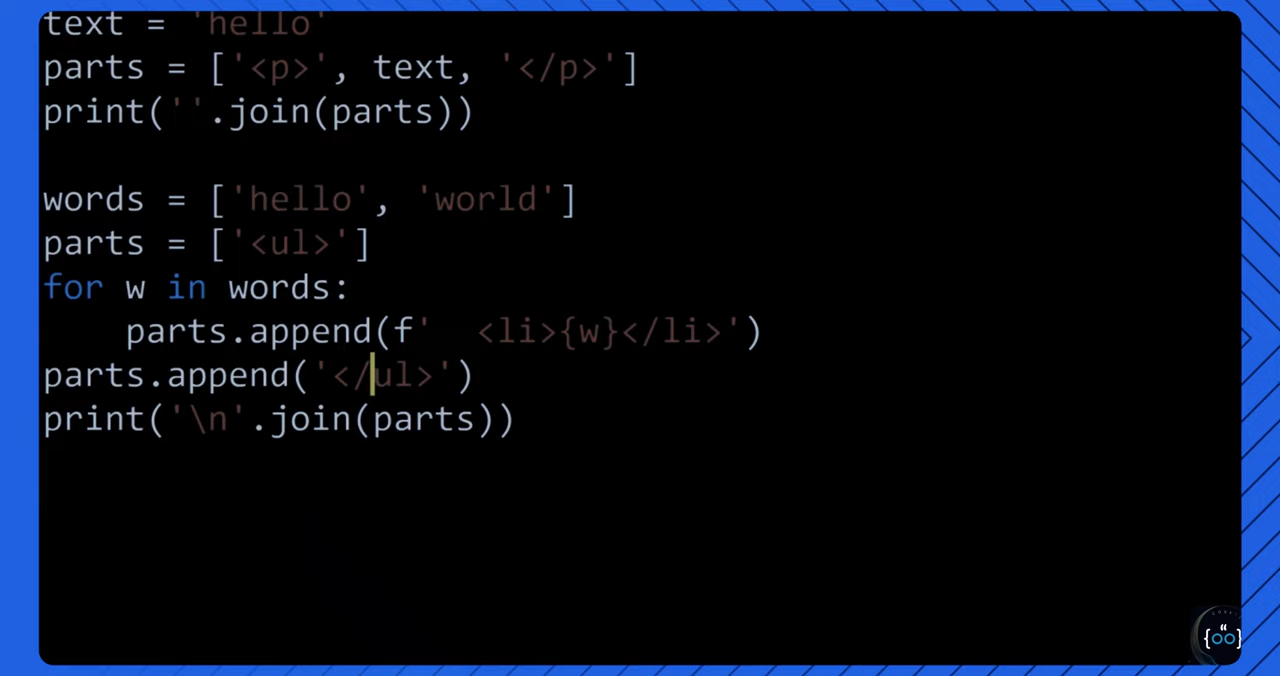 text = 'hello'
parts = ['<p>', text, '</p>']
print(''.join(parts))
words = ['hello', 'world']
parts = ['<ul>']
for w in words:
    parts.append(f'  <li>{w}</li>')
parts.append('</ul>')
print('\n'.join(parts))